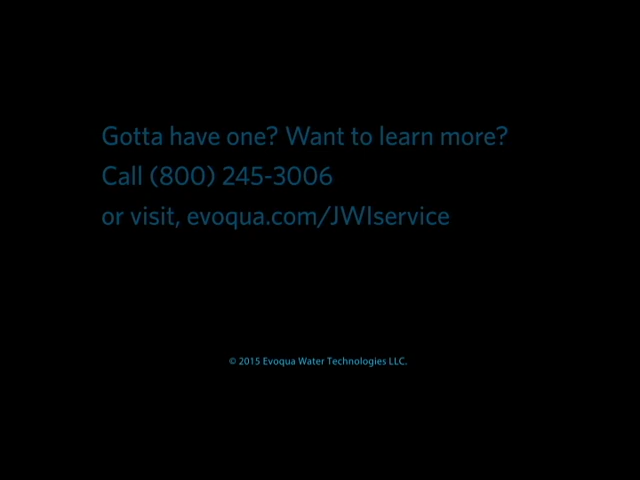 Gotta have one? Want to learn more?
Call (800) 245-3006
or visit, evoqua.com/JWIservice
© 2015 Evoqua Water Technologies LLC.